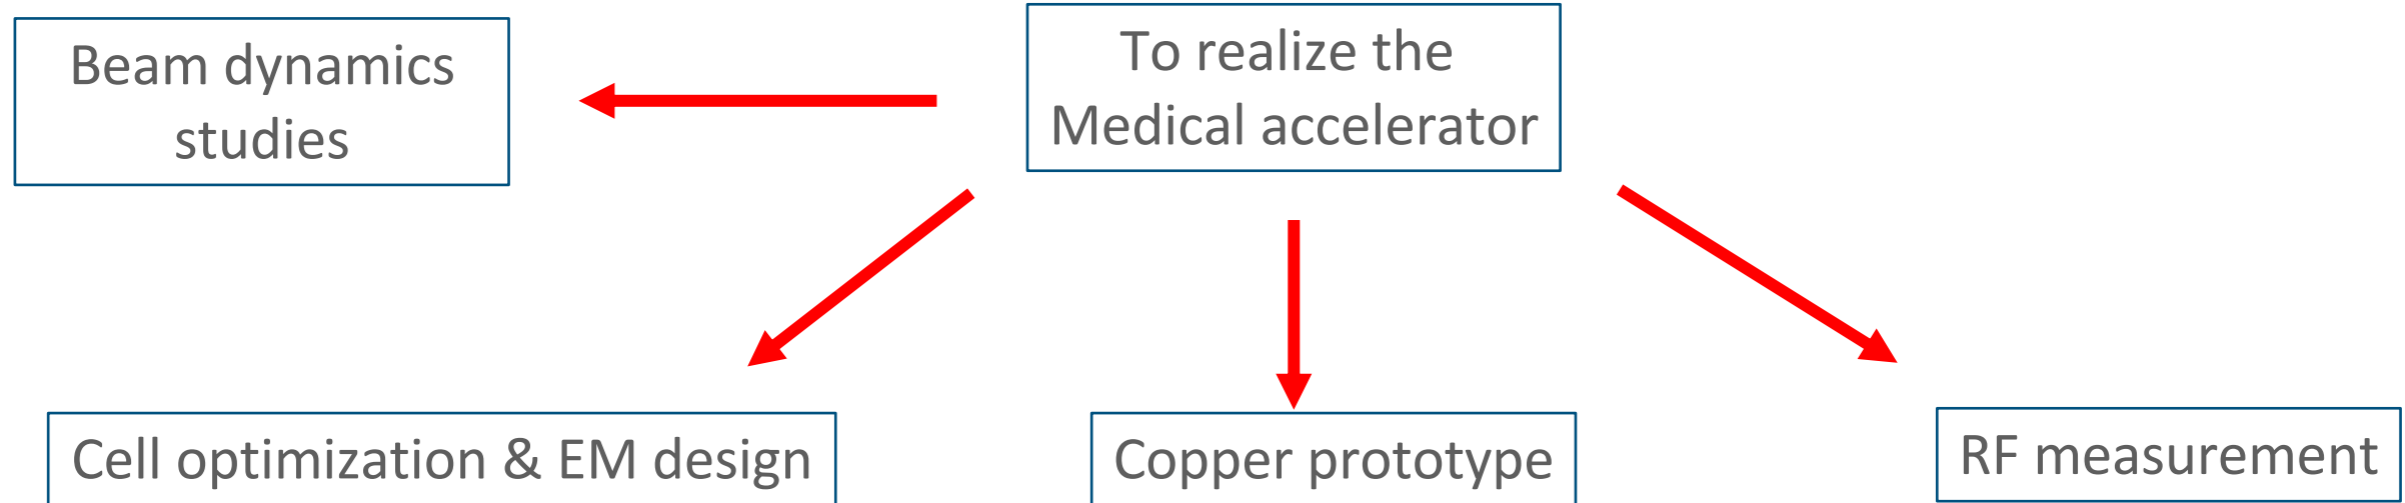 Beam dynamics
studies
To realize the
Medical accelerator
Cell optimization & EM design
Copper prototype
RF measurement